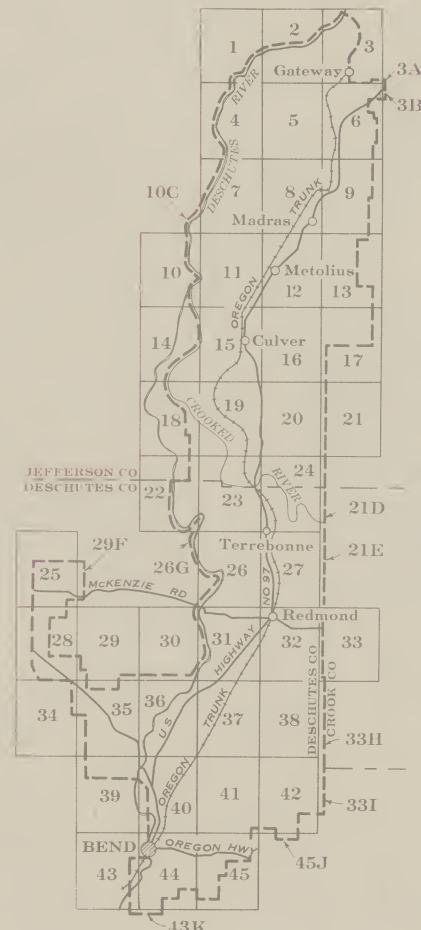 2
1
3
3A
Gateway
3B
RIVER
4
5
6
DESCHUTES
10C
7
8
9
TRUNK
Madras
10
11
Metolius
12
13
OREGON
14
15
Culver
16
17
18
19
20
21
CROOKED
JEFFERSON CO
DESCHUTES CO
22
23
24
RIVER
21D
Terrebonne
21E
29F
26G
25
26
27
McKENZIE RD
NO 97
Redmond
28
29
30
31
32
33
HIGHWAY
34
35
36
U S
TRUNK
37
38
DESCHUTES CO
CROOK CO
33H
OREGON
39
40
41
42
33I
BEND
OREGON HWY
45J
43
44
45
43K